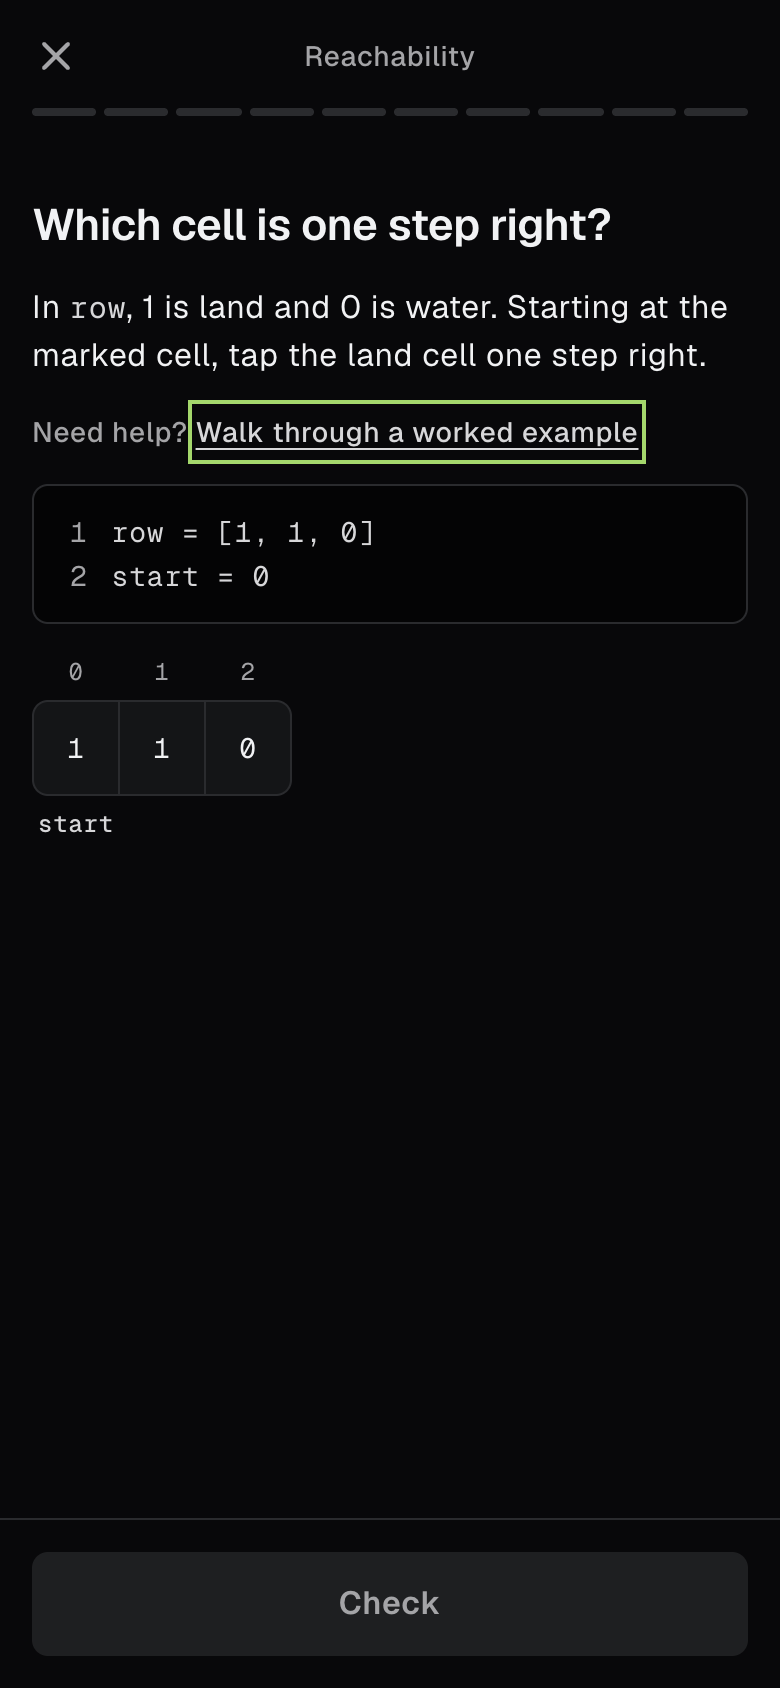 Reachability
Which cell is one step right?
In row, 1 is land and 0 is water. Starting at the
marked cell, tap the land cell one step right.
Need help? Walk through a worked example
1 row = [1, 1, 0]
2 start = 0
0 1 2
1 1 0
start
Check